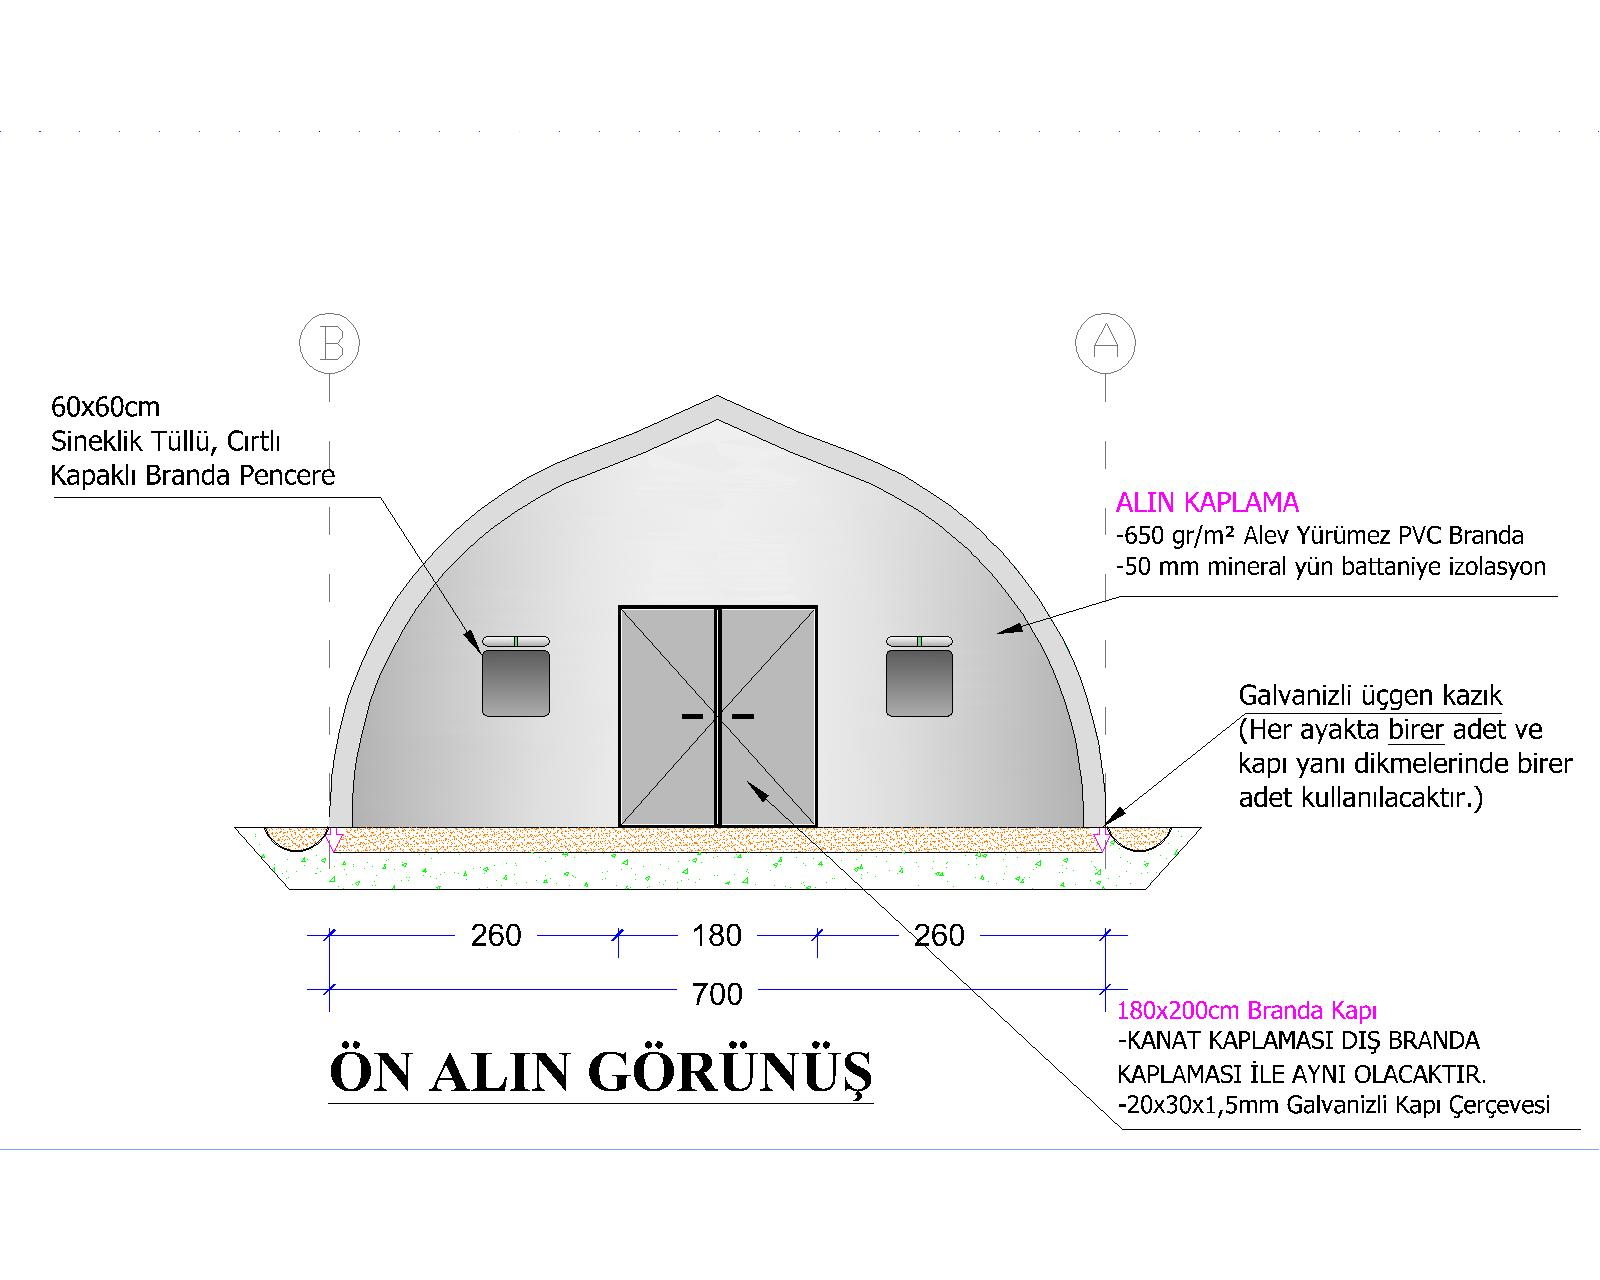 B
A
60x60cm
Sineklik Tüllü, Cırtlı
Kapaklı Branda Pencere
ALIN KAPLAMA
-650 gr/m² Alev Yürümez PVC Branda
-50 mm mineral yün battaniye izolasyon
Galvanizli üçgen kazık
(Her ayakta birer adet ve
kapı yanı dikmelerinde birer
adet kullanılacaktır.)
260
180
260
700
180x200cm Branda Kapı
-KANAT KAPLAMASI DIŞ BRANDA
KAPLAMASI İLE AYNI OLACAKTIR.
-20x30x1,5mm Galvanizli Kapı Çerçevesi
ÖN ALIN GÖRÜNÜŞ